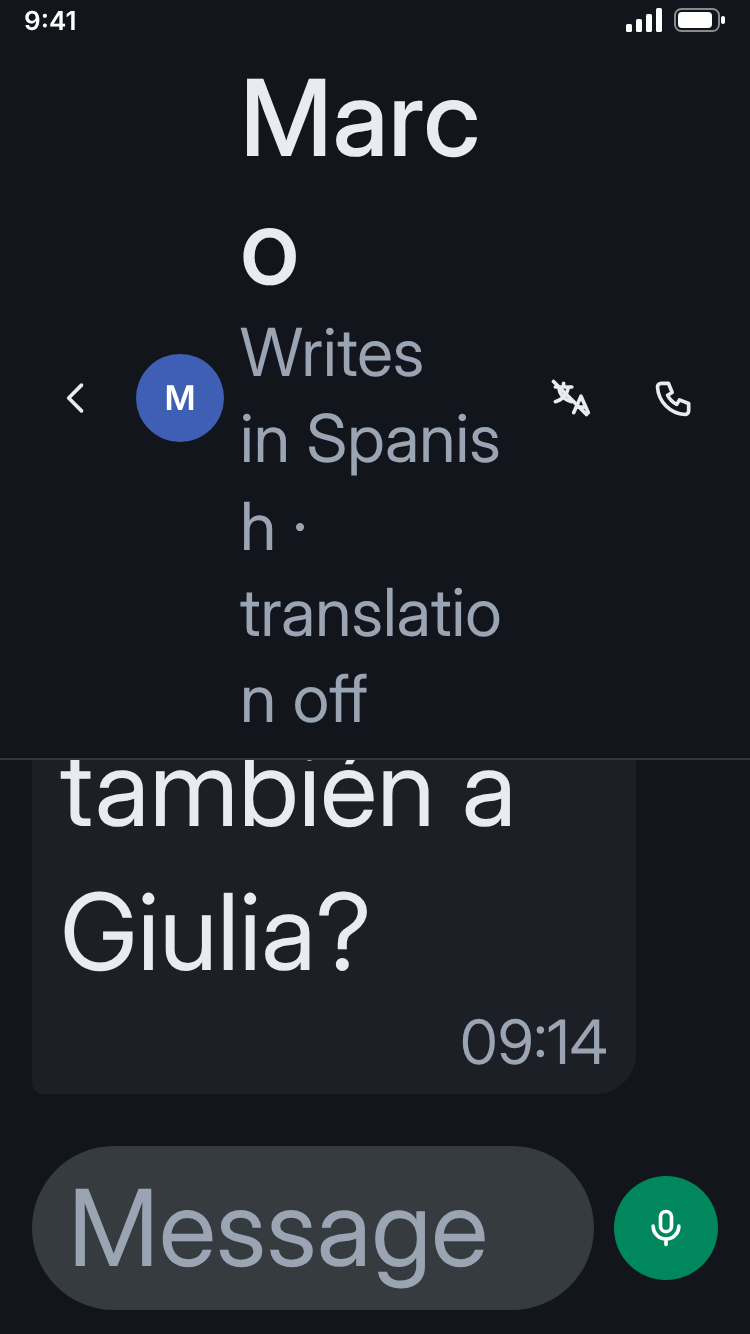 9:41
Marc
o
Writes
in Spanis
h ·
translatio
n off
M
también a
Giulia?
09:14
Message